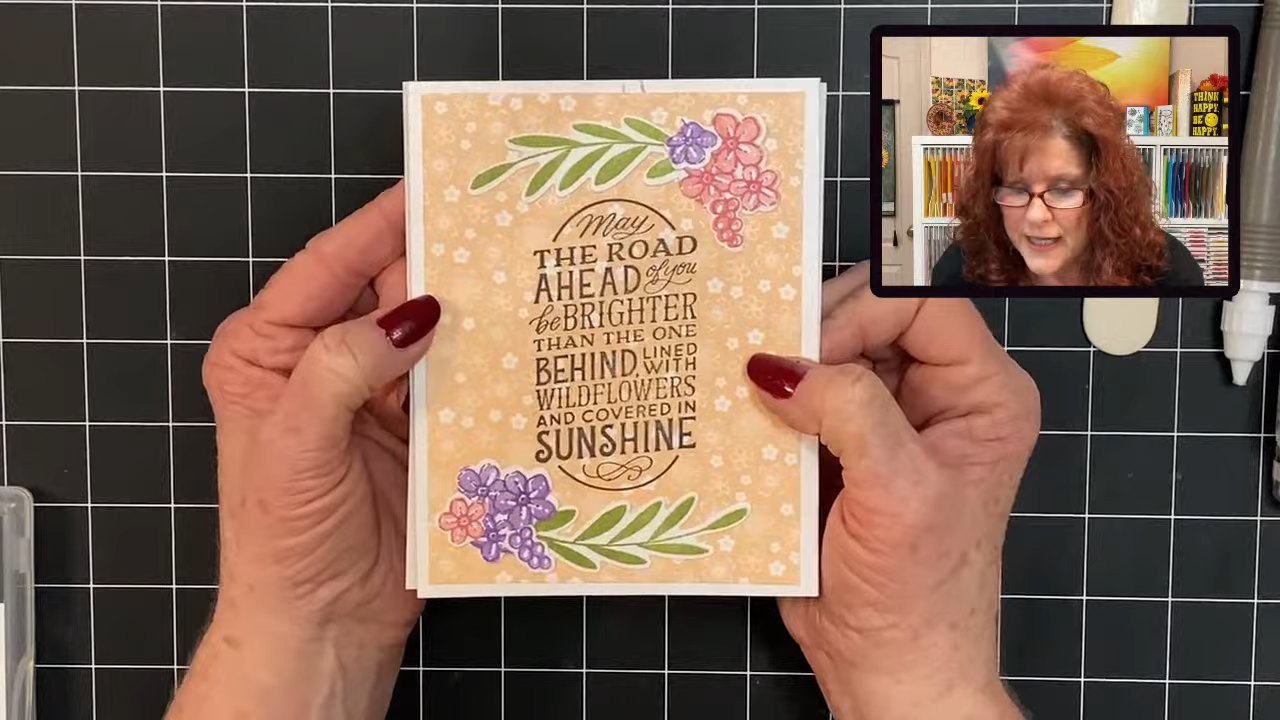 May
THE ROAD
AHEAD of you
be BRIGHTER
THAN THE ONE
BEHIND, LINED
WITH
WILDFLOWERS
AND COVERED IN
SUNSHINE
THINK
HAPPY,
BE
HAPPY